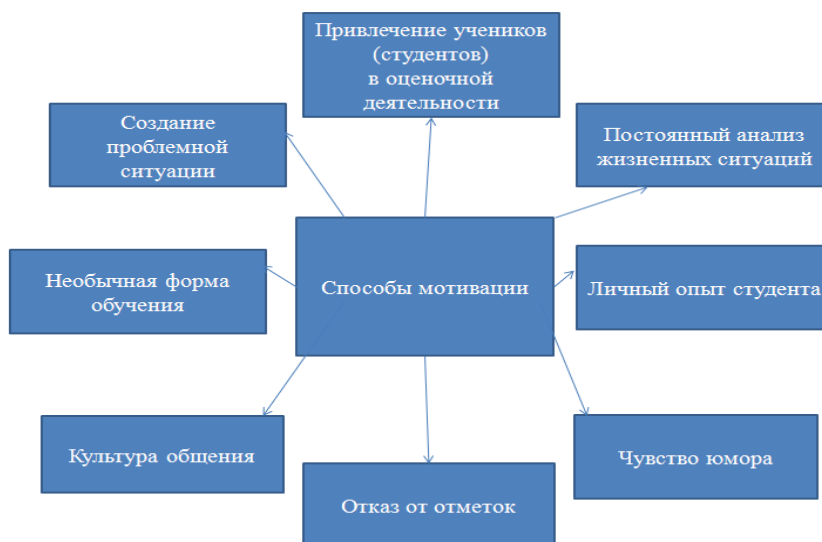 Привлечение учеников
(студентов)
в оценочной
деятельности
Создание
проблемной
ситуации
Постоянный анализ
жизненных ситуаций
Необычная форма
обучения
Способы мотивации
Личный опыт студента
Культура общения
Чувство юмора
Отказ от отметок